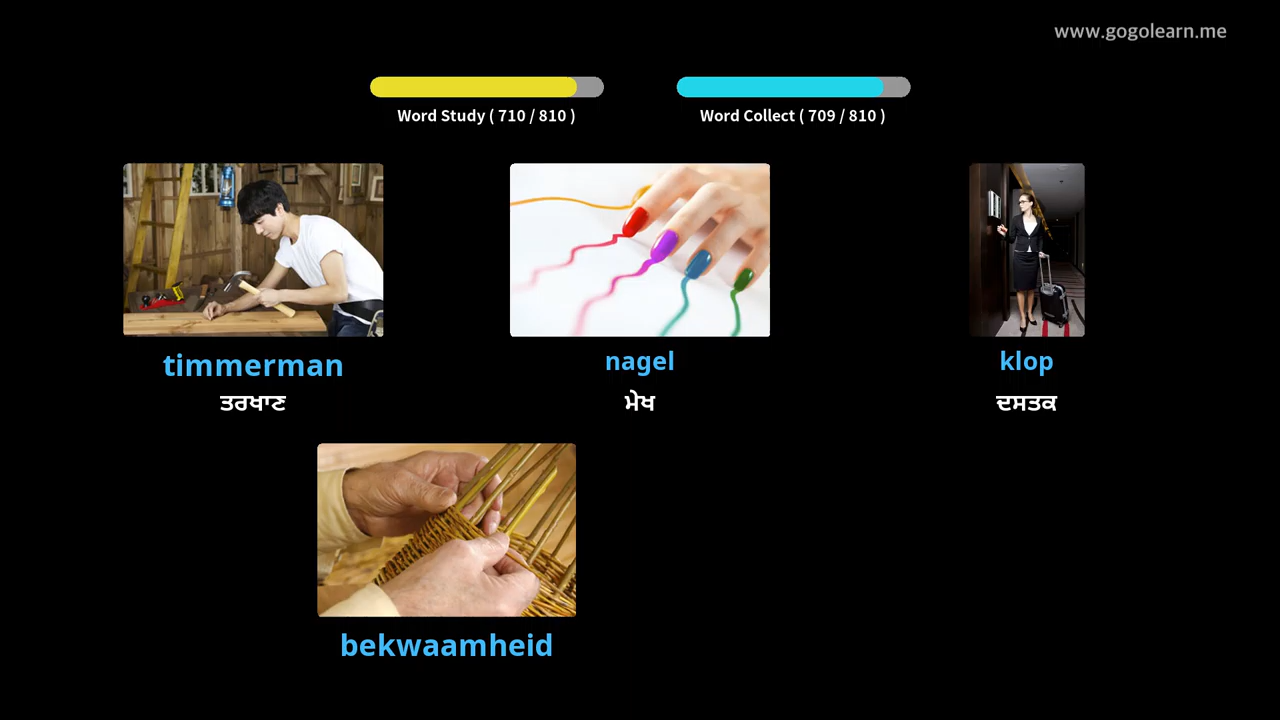 www.gogolearn.me
Word Study ( 710 / 810 )
Word Collect ( 709 / 810 )
timmerman
nagel
klop
ਤਰਖਾਣ
ਮੇਖ
ਦਸਤਕ
bekwaamheid